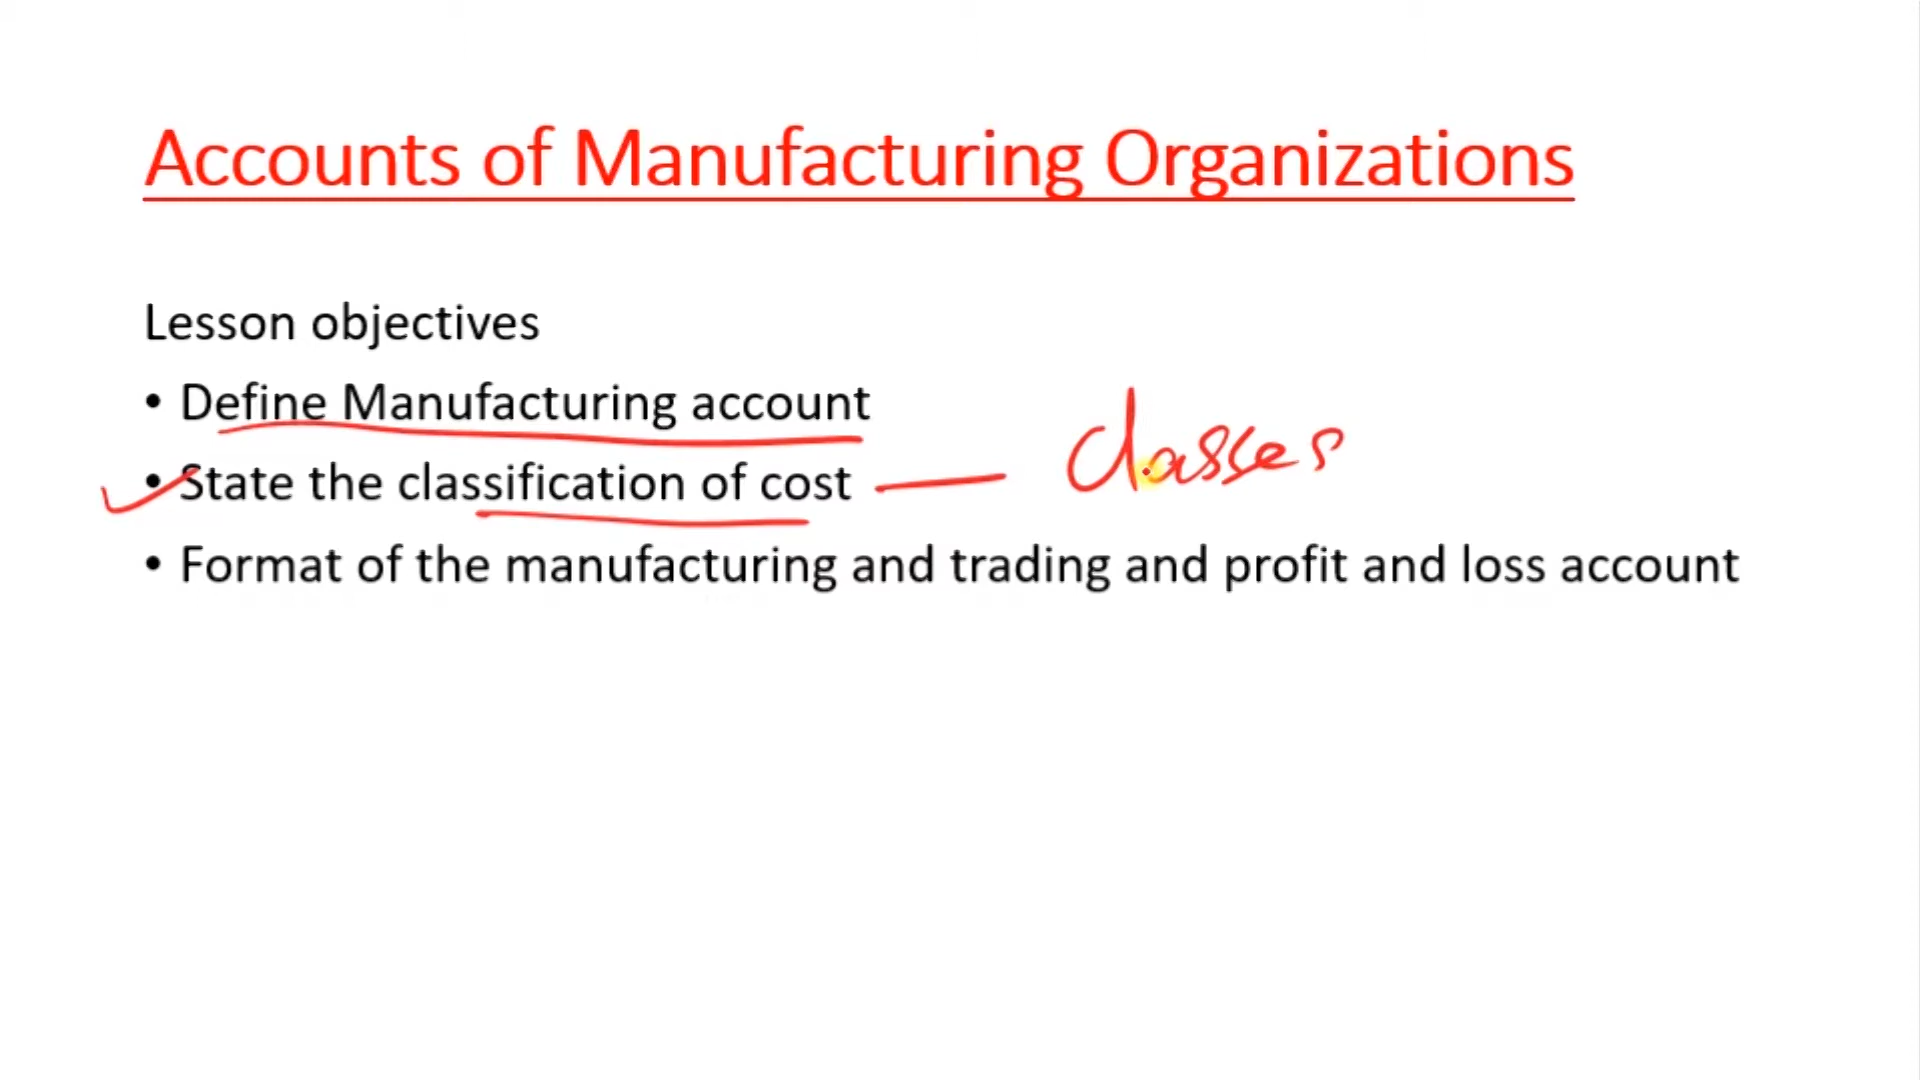 Accounts of Manufacturing Organizations
Lesson objectives
• Define Manufacturing account
• State the classification of cost — classes
• Format of the manufacturing and trading and profit and loss account